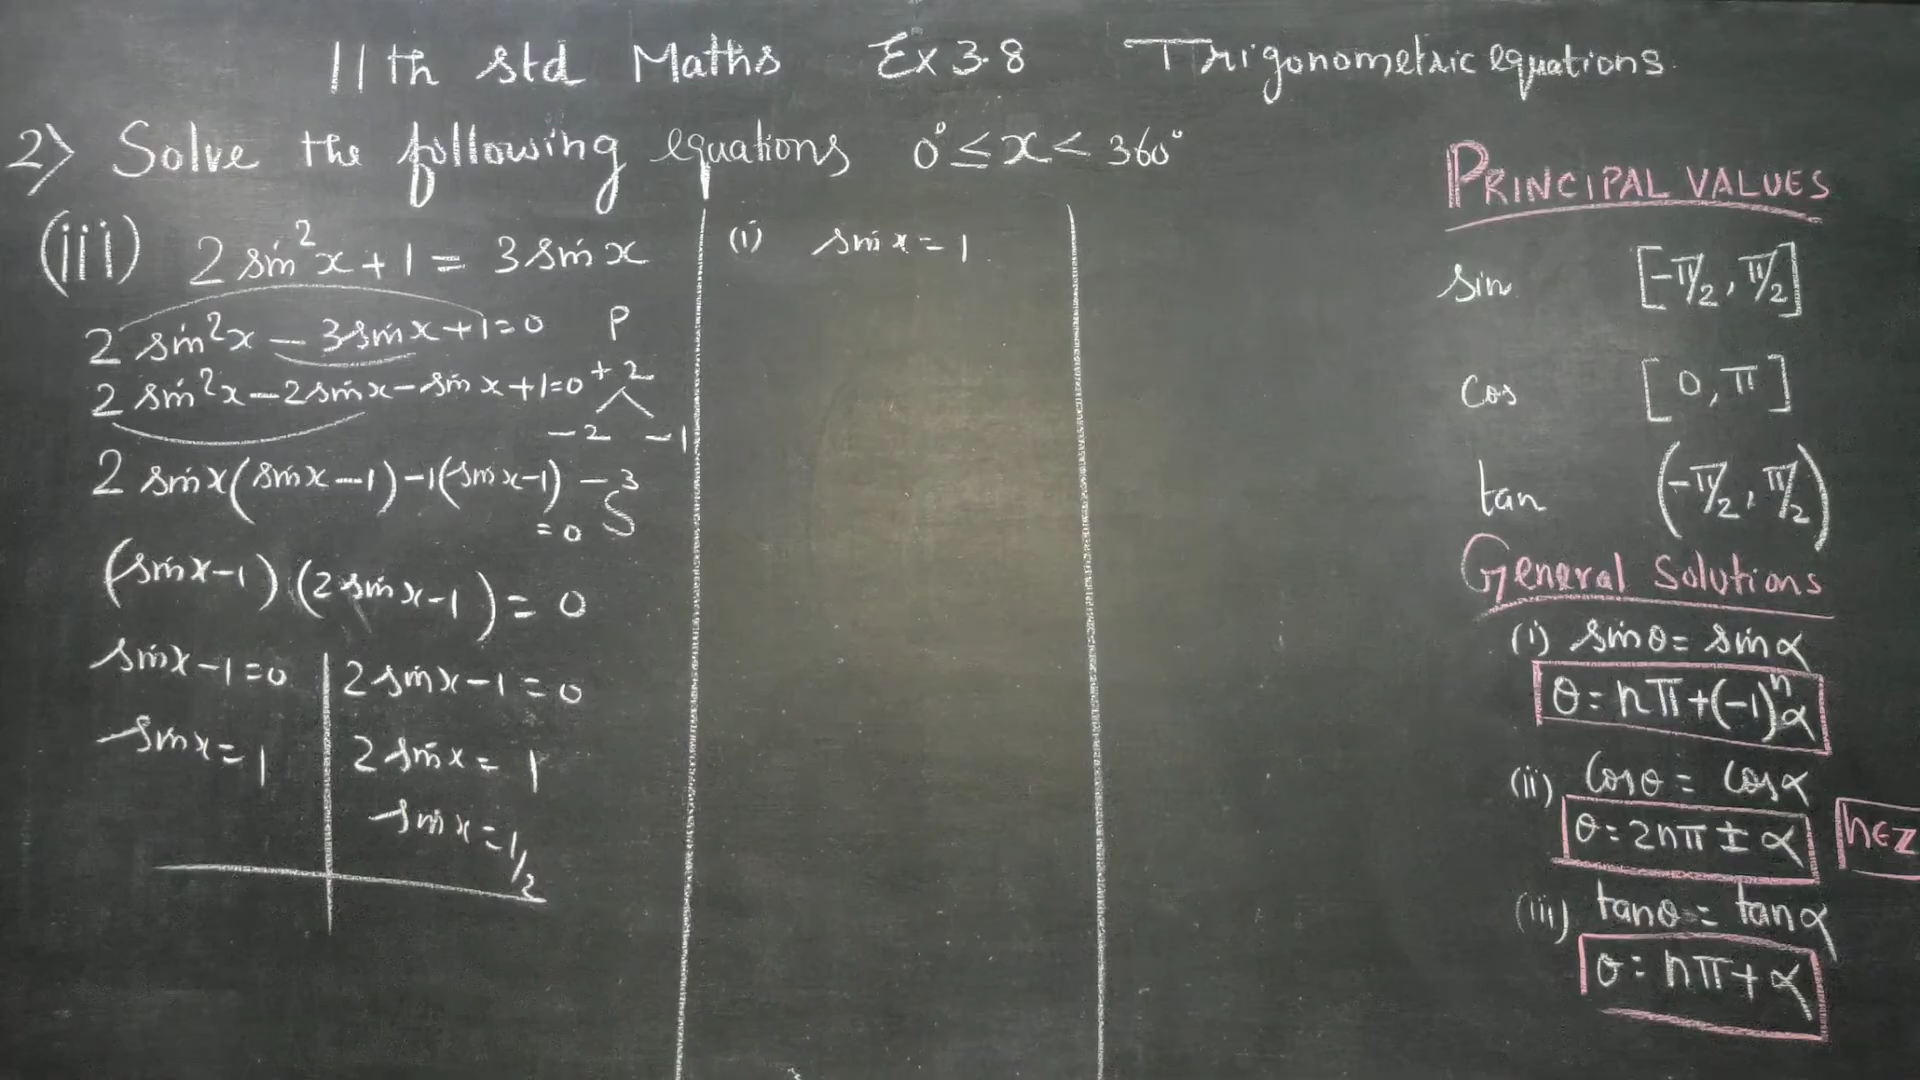 11th std Maths Ex 3.8 Trigonometric equations
2) Solve the following equations 0° ≤ x < 360°
(iii) 2 sin²x + 1 = 3 sin x
2 sin²x - 3 sin x + 1 = 0 P
2 sin²x - 2 sin x - sin x + 1 = 0 + 2
-2 -1
2 sin x (sin x - 1) - 1 (sin x - 1) - 3
= 0 S
(sin x - 1) (2 sin x - 1) = 0
sin x - 1 = 0 2 sin x - 1 = 0
sin x = 1 2 sin x = 1
sin x = 1/2
(i) sin x = 1
PRINCIPAL VALUES
sin [-π/2, π/2]
cos [0, π]
tan (-π/2, π/2)
General Solutions
(i) sin θ = sin α
θ = nπ + (-1)ⁿ α
(ii) cos θ = cos α
θ = 2nπ ± α n∈Z
(iii) tan θ = tan α
θ = nπ + α